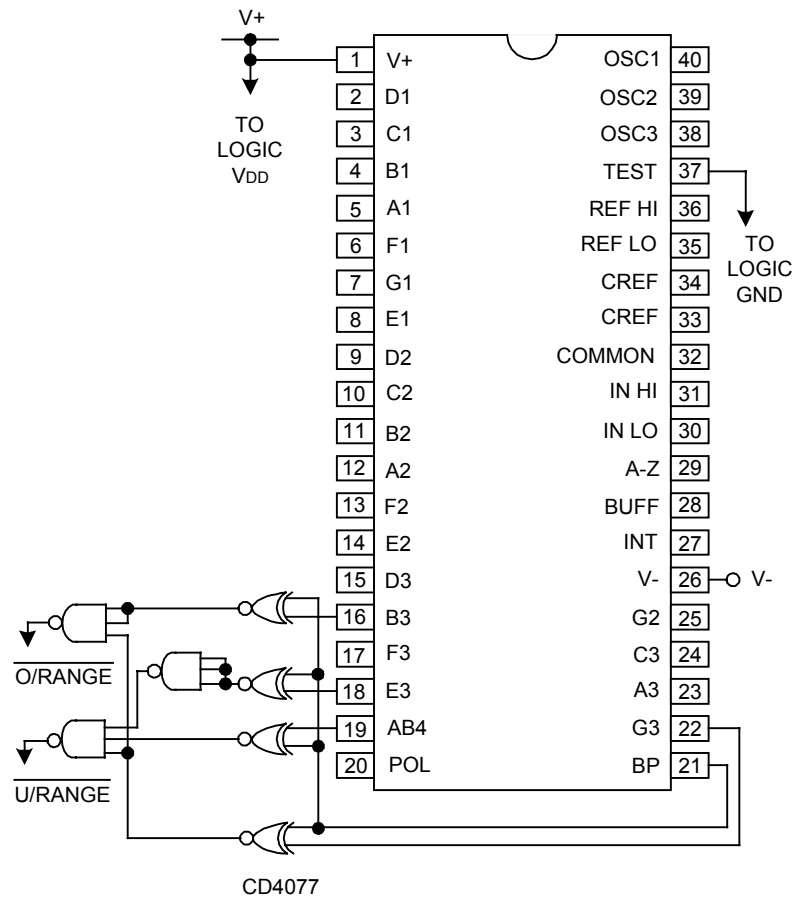 V+
TO
LOGIC
VDD
1 V+
2 D1
3 C1
4 B1
5 A1
6 F1
7 G1
8 E1
9 D2
10 C2
11 B2
12 A2
13 F2
14 E2
15 D3
16 B3
17 F3
18 E3
19 AB4
20 POL
OSC1 40
OSC2 39
OSC3 38
TEST 37
REF HI 36
REF LO 35
CREF 34
CREF 33
COMMON 32
IN HI 31
IN LO 30
A-Z 29
BUFF 28
INT 27
V- 26 V-
G2 25
C3 24
A3 23
G3 22
BP 21
TO
LOGIC
GND
O/RANGE
U/RANGE
CD4077